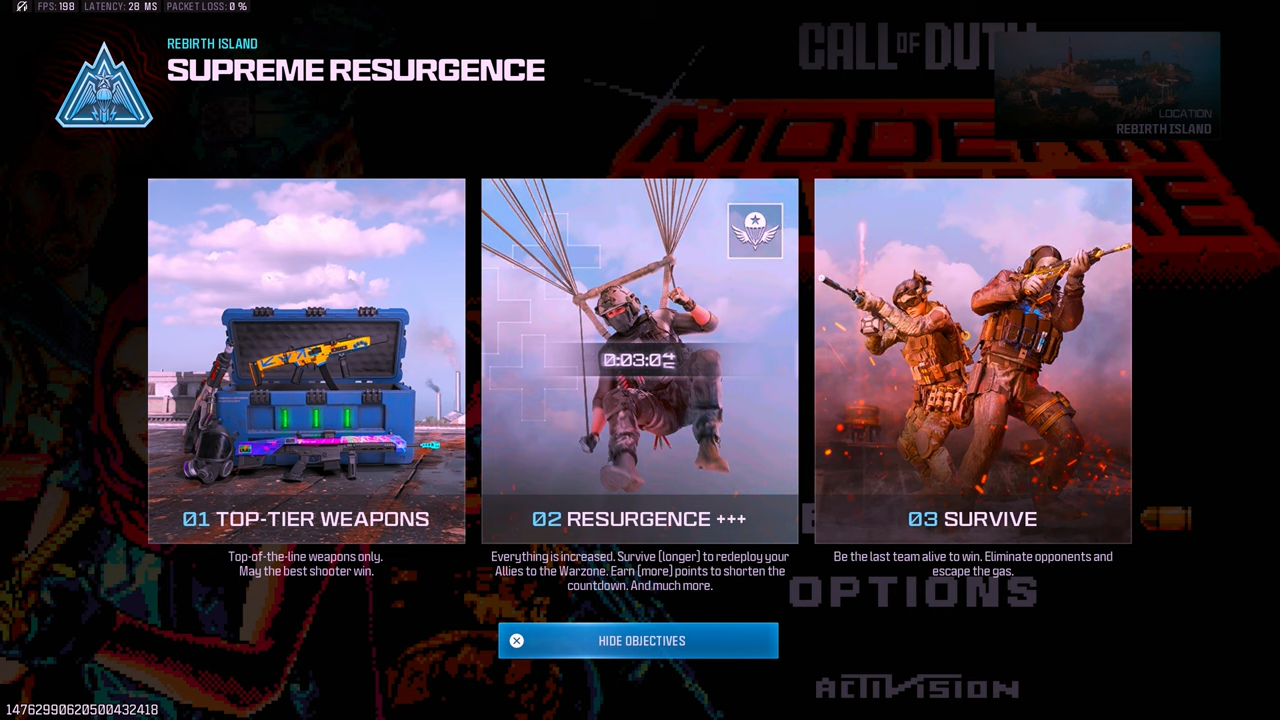 FPS: 198 LATENCY: 28 MS PACKET LOSS: 0 %
REBIRTH ISLAND
SUPREME RESURGENCE
CALL OF DUTY
MODERN
LOCATION
REBIRTH ISLAND
0:03:0
01 TOP-TIER WEAPONS
02 RESURGENCE +++
03 SURVIVE
Top-of-the-line weapons only.
May the best shooter win.
Everything is increased. Survive (longer) to redeploy your
Allies to the Warzone. Earn (more) points to shorten the
countdown. And much more.
Be the last team alive to win. Eliminate opponents and
escape the gas.
OPTIONS
HIDE OBJECTIVES
ACTIVISION
14762990620500432418